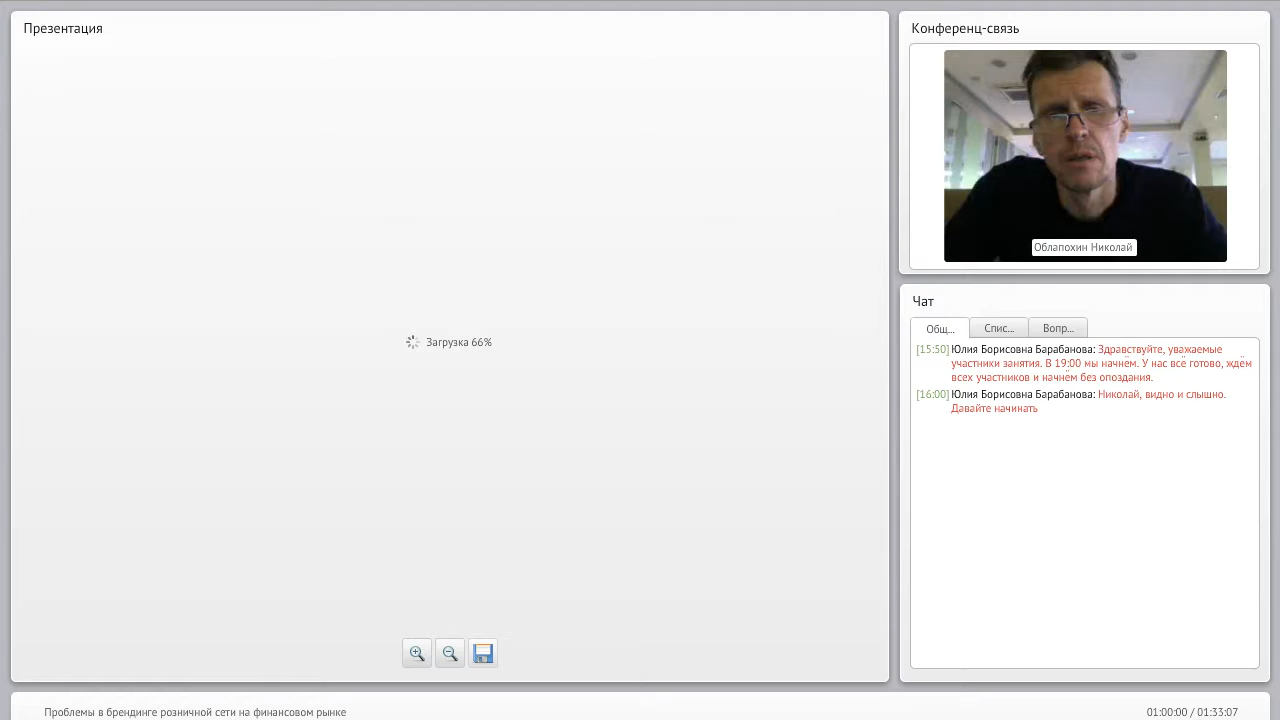 Презентация
Загрузка 66%
Конференц-связь
Облапохин Николай
Чат
Общ...
Спис...
Вопр...
[15:50] Юлия Борисовна Барабанова: Здравствуйте, уважаемые
участники занятия. В 19:00 мы начнём. У нас всё готово, ждём
всех участников и начнём без опоздания.
[16:00] Юлия Борисовна Барабанова: Николай, видно и слышно.
Давайте начинать
Проблемы в брендинге розничной сети на финансовом рынке
01:00:00 / 01:33:07